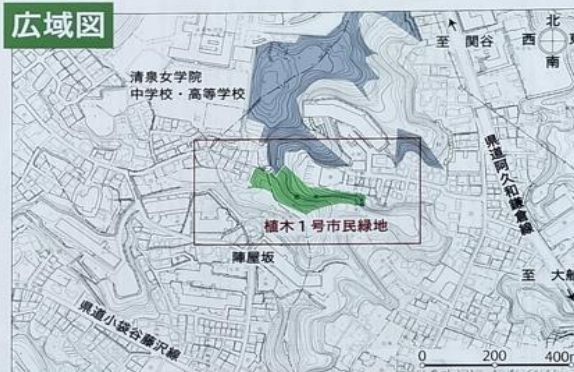 広域図
北
西
南
至 関谷
清泉女学院
中学校・高等学校
県道阿久和鎌倉線
植木1号市民緑地
陣屋坂
至 大船
県道小袋谷藤沢線
0 200 400m